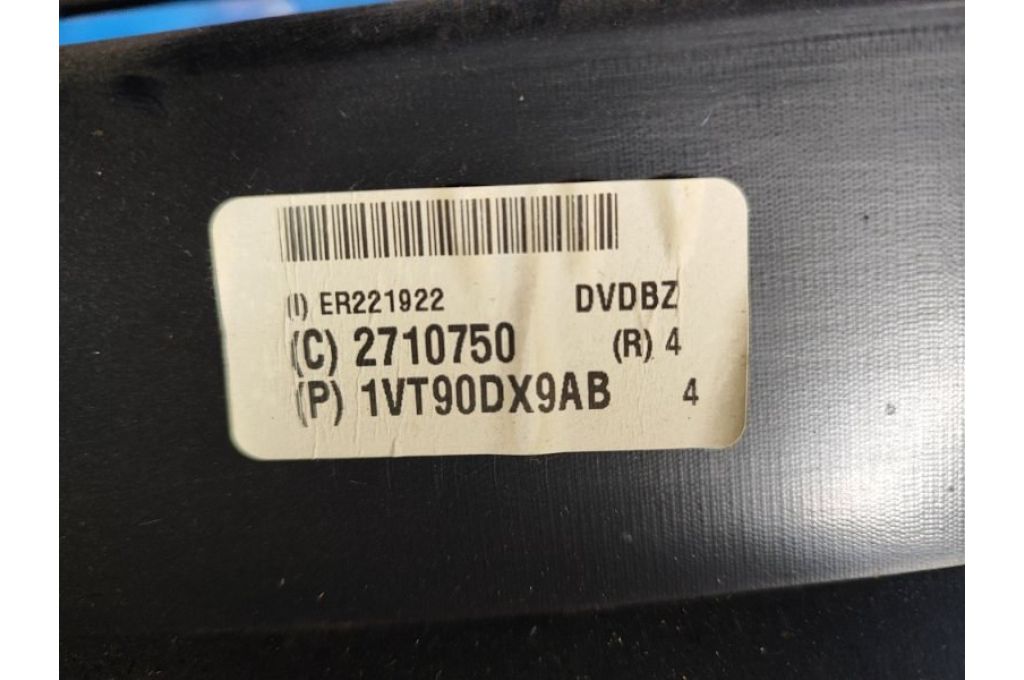 (I) ER221922 DVDBZ
(C) 2710750 (R) 4
(P) 1VT90DX9AB 4